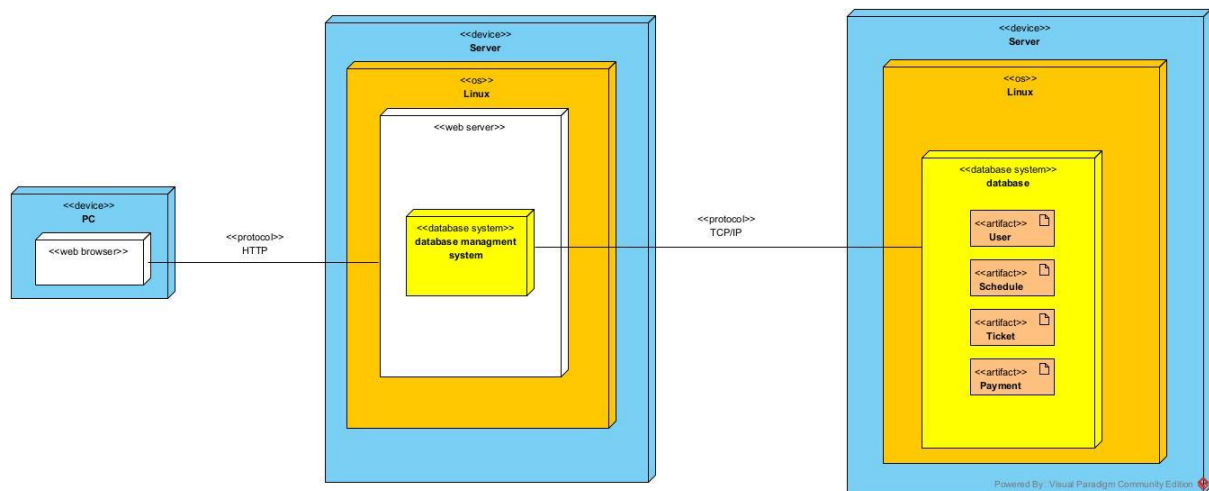 <<device>>
PC
<<web browser>>
<<protocol>>
HTTP
<<device>>
Server
<<os>>
Linux
<<web server>>
<<database system>>
database managment
system
<<protocol>>
TCP/IP
<<device>>
Server
<<os>>
Linux
<<database system>>
database
<<artifact>>
User
<<artifact>>
Schedule
<<artifact>>
Ticket
<<artifact>>
Payment
Powered By: Visual Paradigm Community Edition